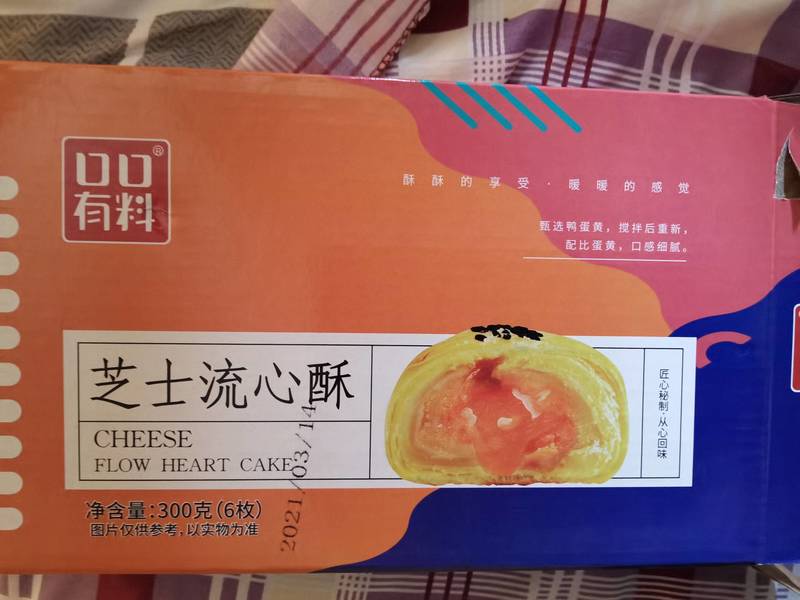 口口®
有料
酥酥的享受·暖暖的感觉
甄选鸭蛋黄，搅拌后重新，
配比蛋黄，口感细腻。
芝士流心酥
CHEESE
FLOW HEART CAKE
匠心秘制·从心回味
净含量:300克(6枚)
图片仅供参考,以实物为准
2021/03/14